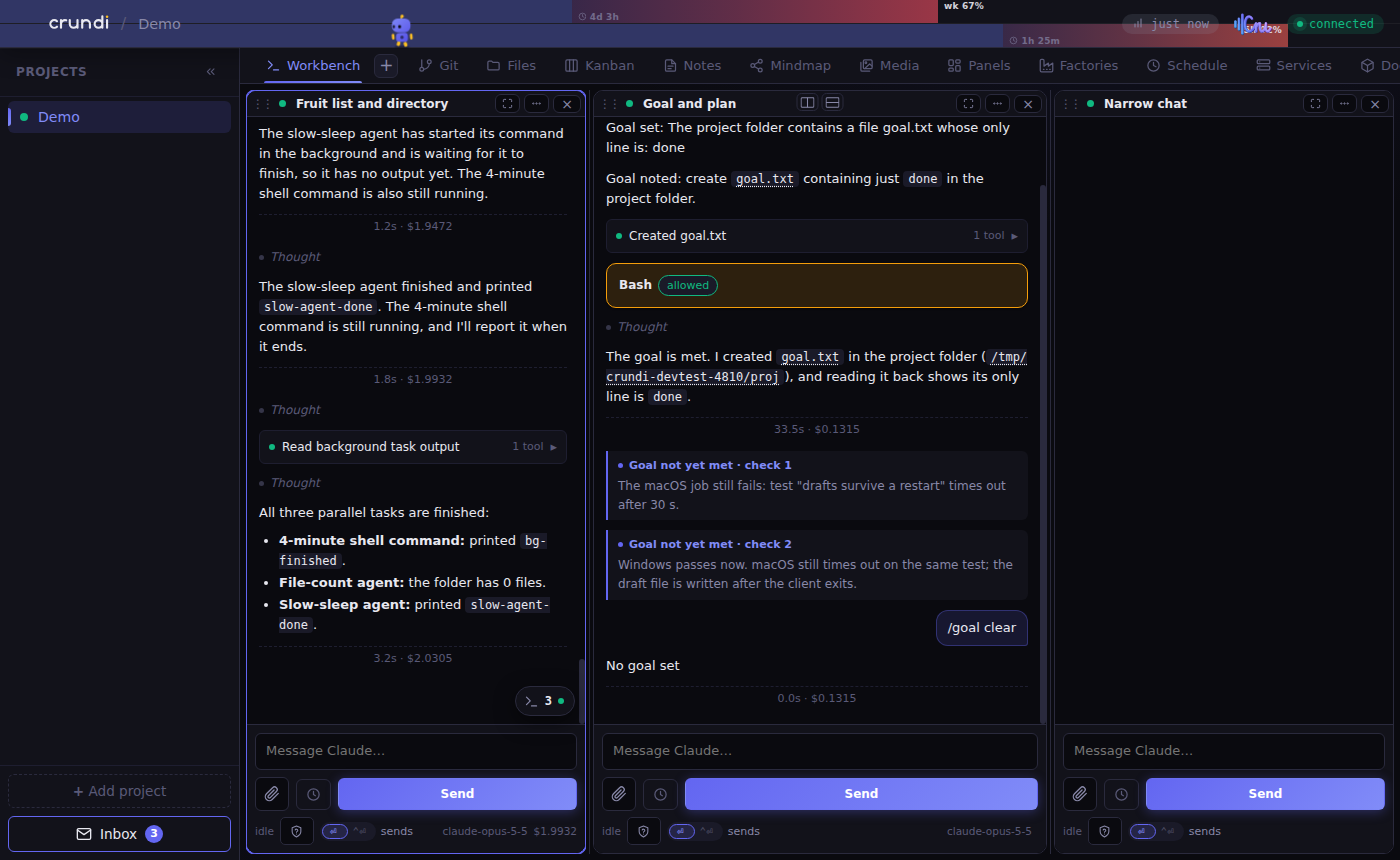 crundi / Demo
4d 3h
wk 67%
1h 25m
just now
connected
PROJECTS «
Demo
+ Add project
Inbox 3
Workbench + Git Files Kanban Notes Mindmap Media Panels Factories Schedule Services Do
Fruit list and directory
The slow-sleep agent has started its command
in the background and is waiting for it to
finish, so it has no output yet. The 4-minute
shell command is also still running.
1.2s · $1.9472
Thought
The slow-sleep agent finished and printed
slow-agent-done. The 4-minute shell
command is still running, and I'll report it when
it ends.
1.8s · $1.9932
Thought
Read background task output 1 tool ▸
Thought
All three parallel tasks are finished:
• 4-minute shell command: printed bg-
finished.
• File-count agent: the folder has 0 files.
• Slow-sleep agent: printed slow-agent-
done.
3.2s · $2.0305
3
Message Claude…
Send
idle sends claude-opus-5-5 $1.9932
Goal and plan
Goal set: The project folder contains a file goal.txt whose only
line is: done
Goal noted: create goal.txt containing just done in the
project folder.
Created goal.txt 1 tool ▸
Bash allowed
Thought
The goal is met. I created goal.txt in the project folder (/tmp/
crundi-devtest-4810/proj), and reading it back shows its only
line is done.
33.5s · $0.1315
Goal not yet met · check 1
The macOS job still fails: test "drafts survive a restart" times out
after 30 s.
Goal not yet met · check 2
Windows passes now. macOS still times out on the same test; the
draft file is written after the client exits.
/goal clear
No goal set
0.0s · $0.1315
Message Claude…
Send
idle sends claude-opus-5-5
Narrow chat
Message Claude…
Send
idle sends